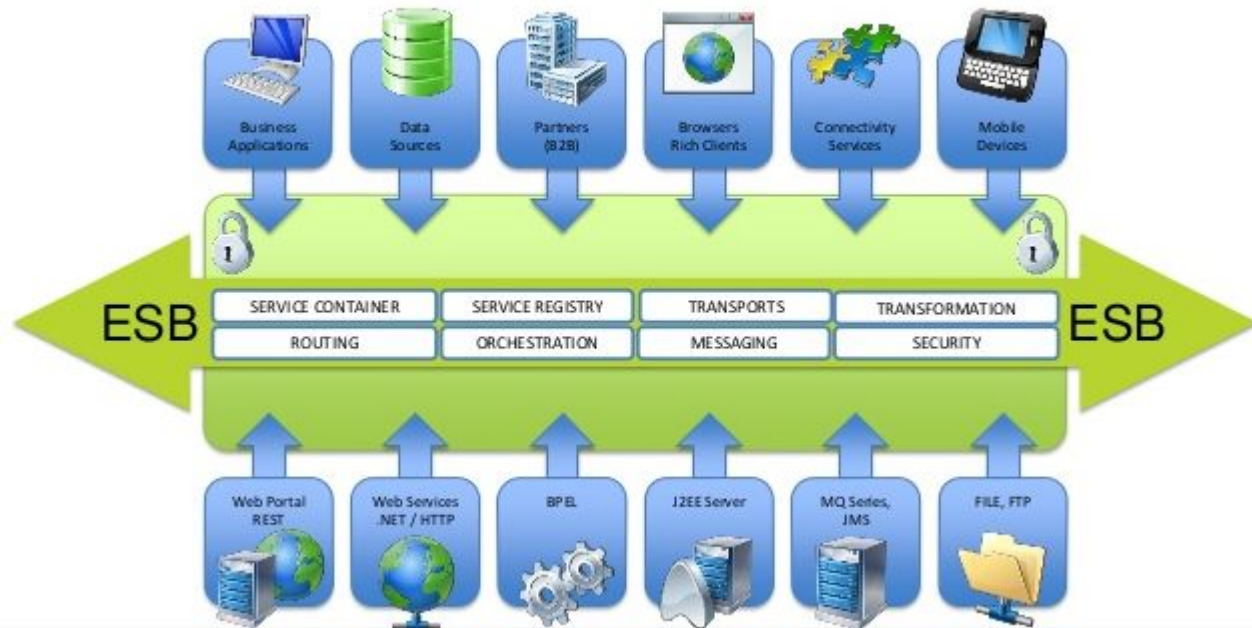 Business
Applications
Data
Sources
Partners
(B2B)
Browsers
Rich Clients
Connectivity
Services
Mobile
Devices
ESB
SERVICE CONTAINER
SERVICE REGISTRY
TRANSPORTS
TRANSFORMATION
ROUTING
ORCHESTRATION
MESSAGING
SECURITY
ESB
Web Portal
REST
Web Services
.NET / HTTP
BPEL
J2EE Server
MQ Series,
JMS
FILE, FTP